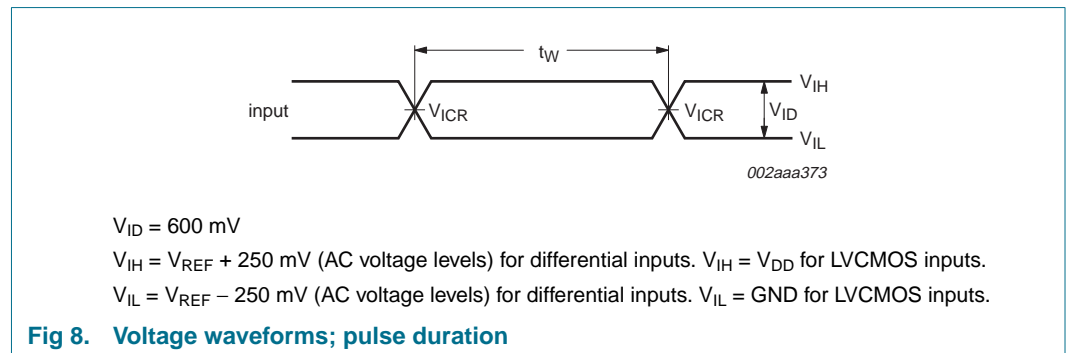 tW
input
VICR
VICR
VIH
VID
VIL
002aaa373
VID = 600 mV
VIH = VREF + 250 mV (AC voltage levels) for differential inputs. VIH = VDD for LVCMOS inputs.
VIL = VREF − 250 mV (AC voltage levels) for differential inputs. VIL = GND for LVCMOS inputs.
Fig 8. Voltage waveforms; pulse duration